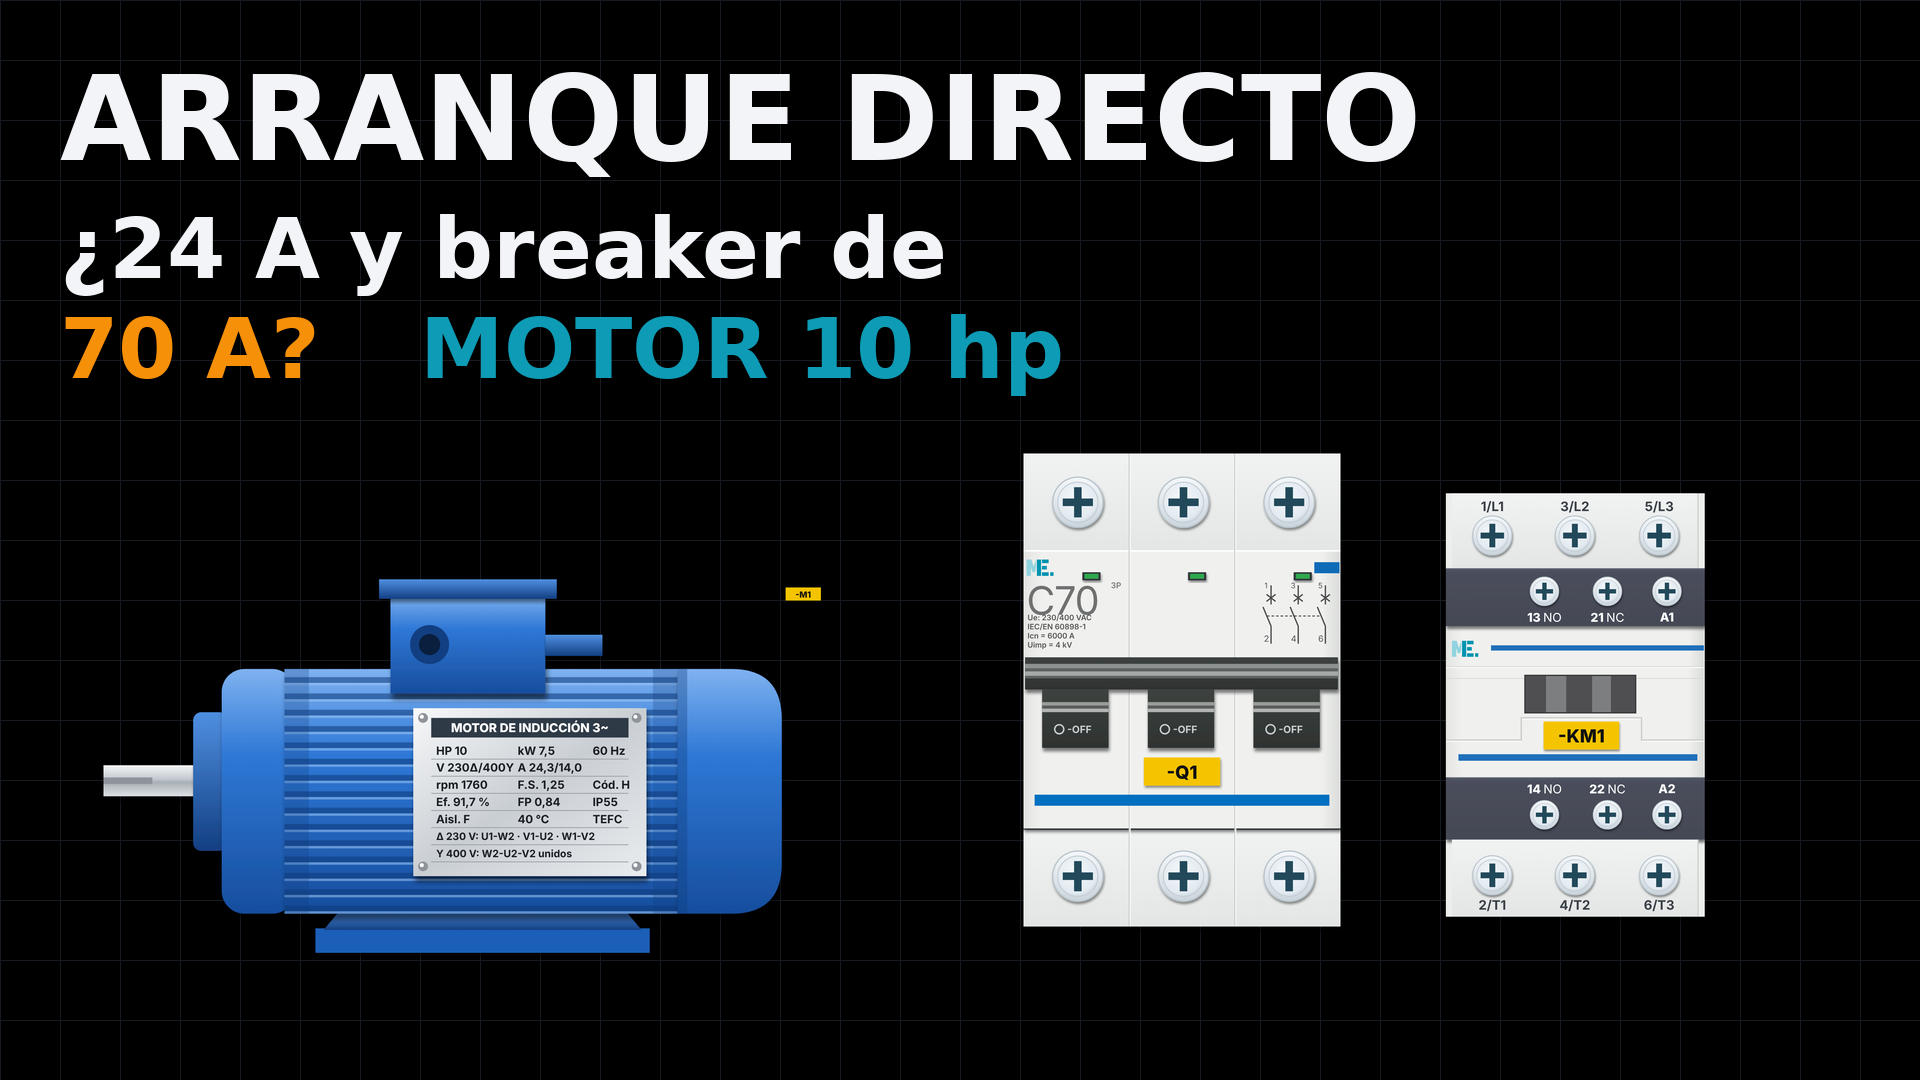 ARRANQUE DIRECTO
¿24 A y breaker de
70 A? MOTOR 10 hp
-M1
MOTOR DE INDUCCIÓN 3~
HP 10 kW 7,5 60 Hz
V 230Δ/400Y A 24,3/14,0
rpm 1760 F.S. 1,25 Cód. H
Ef. 91,7 % FP 0,84 IP55
Aisl. F 40 °C TEFC
Δ 230 V: U1-W2 · V1-U2 · W1-V2
Y 400 V: W2-U2-V2 unidos
ME.
C70 3P
Ue: 230/400 VAC
IEC/EN 60898-1
Icn = 6000 A
Uimp = 4 kV
1 3 5
2 4 6
-OFF -OFF -OFF
-Q1
1/L1 3/L2 5/L3
13 NO 21 NC A1
ME.
-KM1
14 NO 22 NC A2
2/T1 4/T2 6/T3